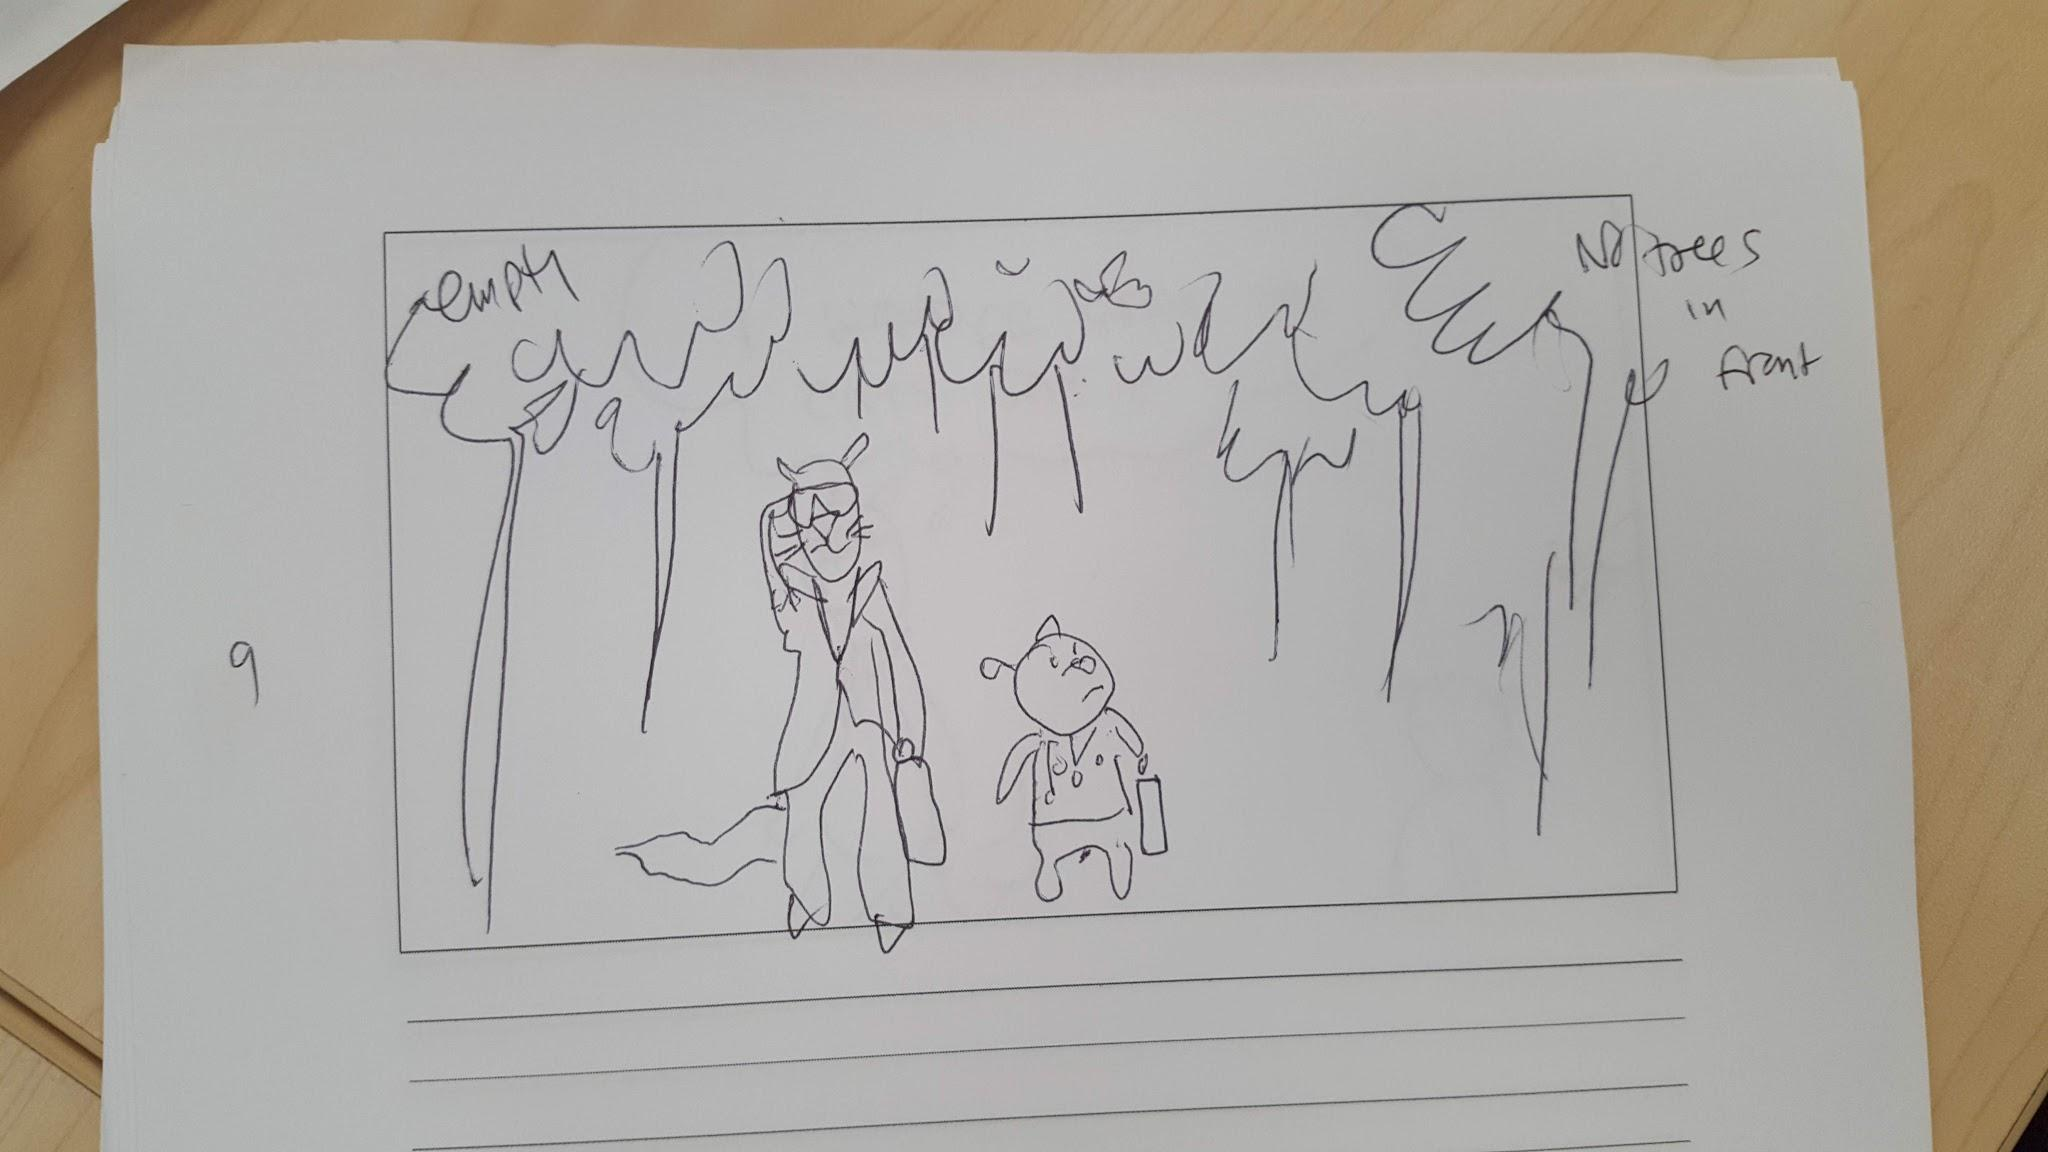 empty
No trees
in
front
9